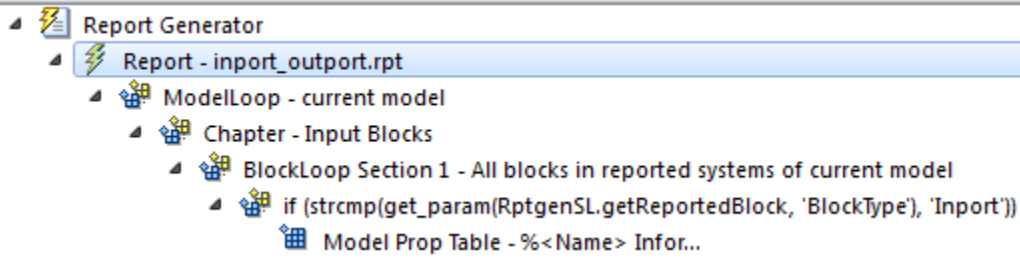 Report Generator
Report - inport_outport.rpt
ModelLoop - current model
Chapter - Input Blocks
BlockLoop Section 1 - All blocks in reported systems of current model
if (strcmp(get_param(RptgenSL.getReportedBlock, 'BlockType'), 'Inport'))
Model Prop Table - %<Name> Infor...